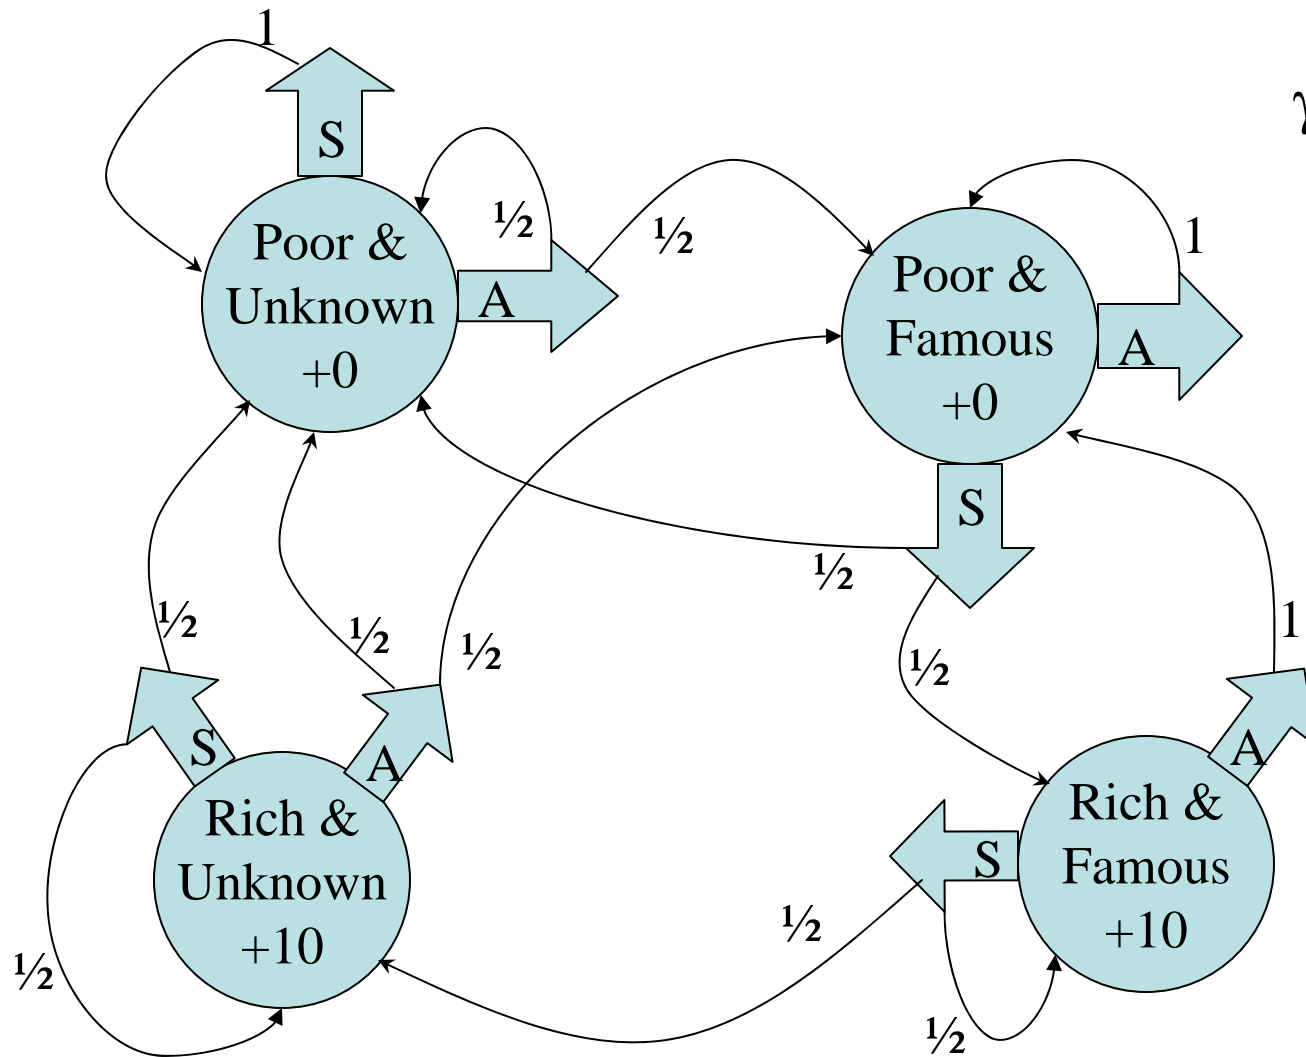 1
γ
S
½
½
1
Poor &
Unknown
+0
A
Poor &
Famous
+0
A
S
½
½
½
½
½
1
S
A
Rich &
Unknown
+10
S
A
Rich &
Famous
+10
½
½
½